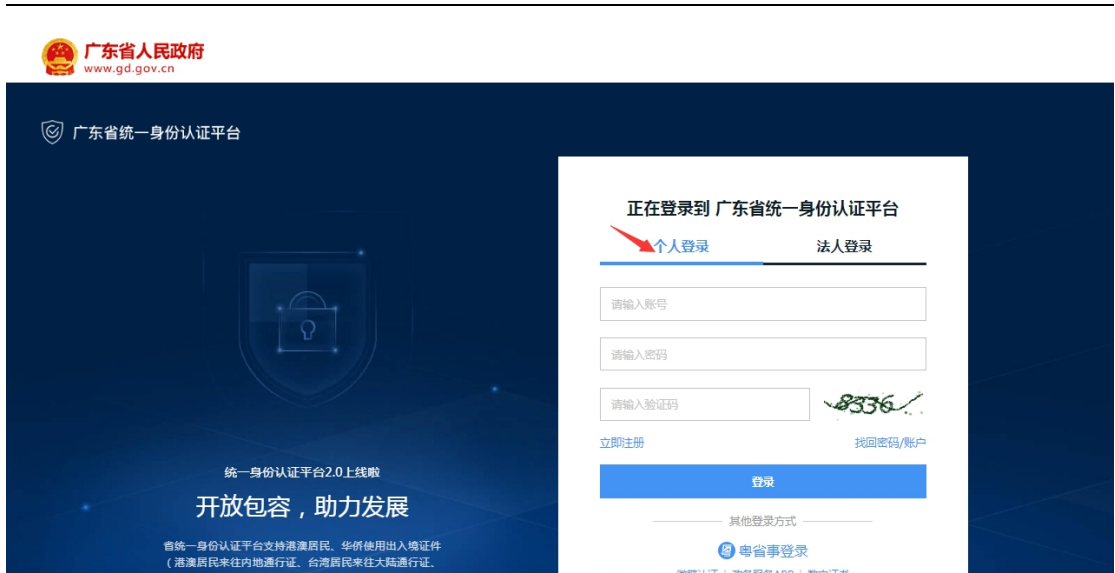 广东省人民政府
www.gd.gov.cn
广东省统一身份认证平台
正在登录到 广东省统一身份认证平台
个人登录 法人登录
请输入账号
请输入密码
请输入验证码 8336
立即注册 找回密码/账户
登录
其他登录方式
粤省事登录
统一身份认证平台2.0上线啦
开放包容，助力发展
省统一身份认证平台支持港澳居民、华侨使用出入境证件
（港澳居民来往内地通行证、台湾居民来往大陆通行证、